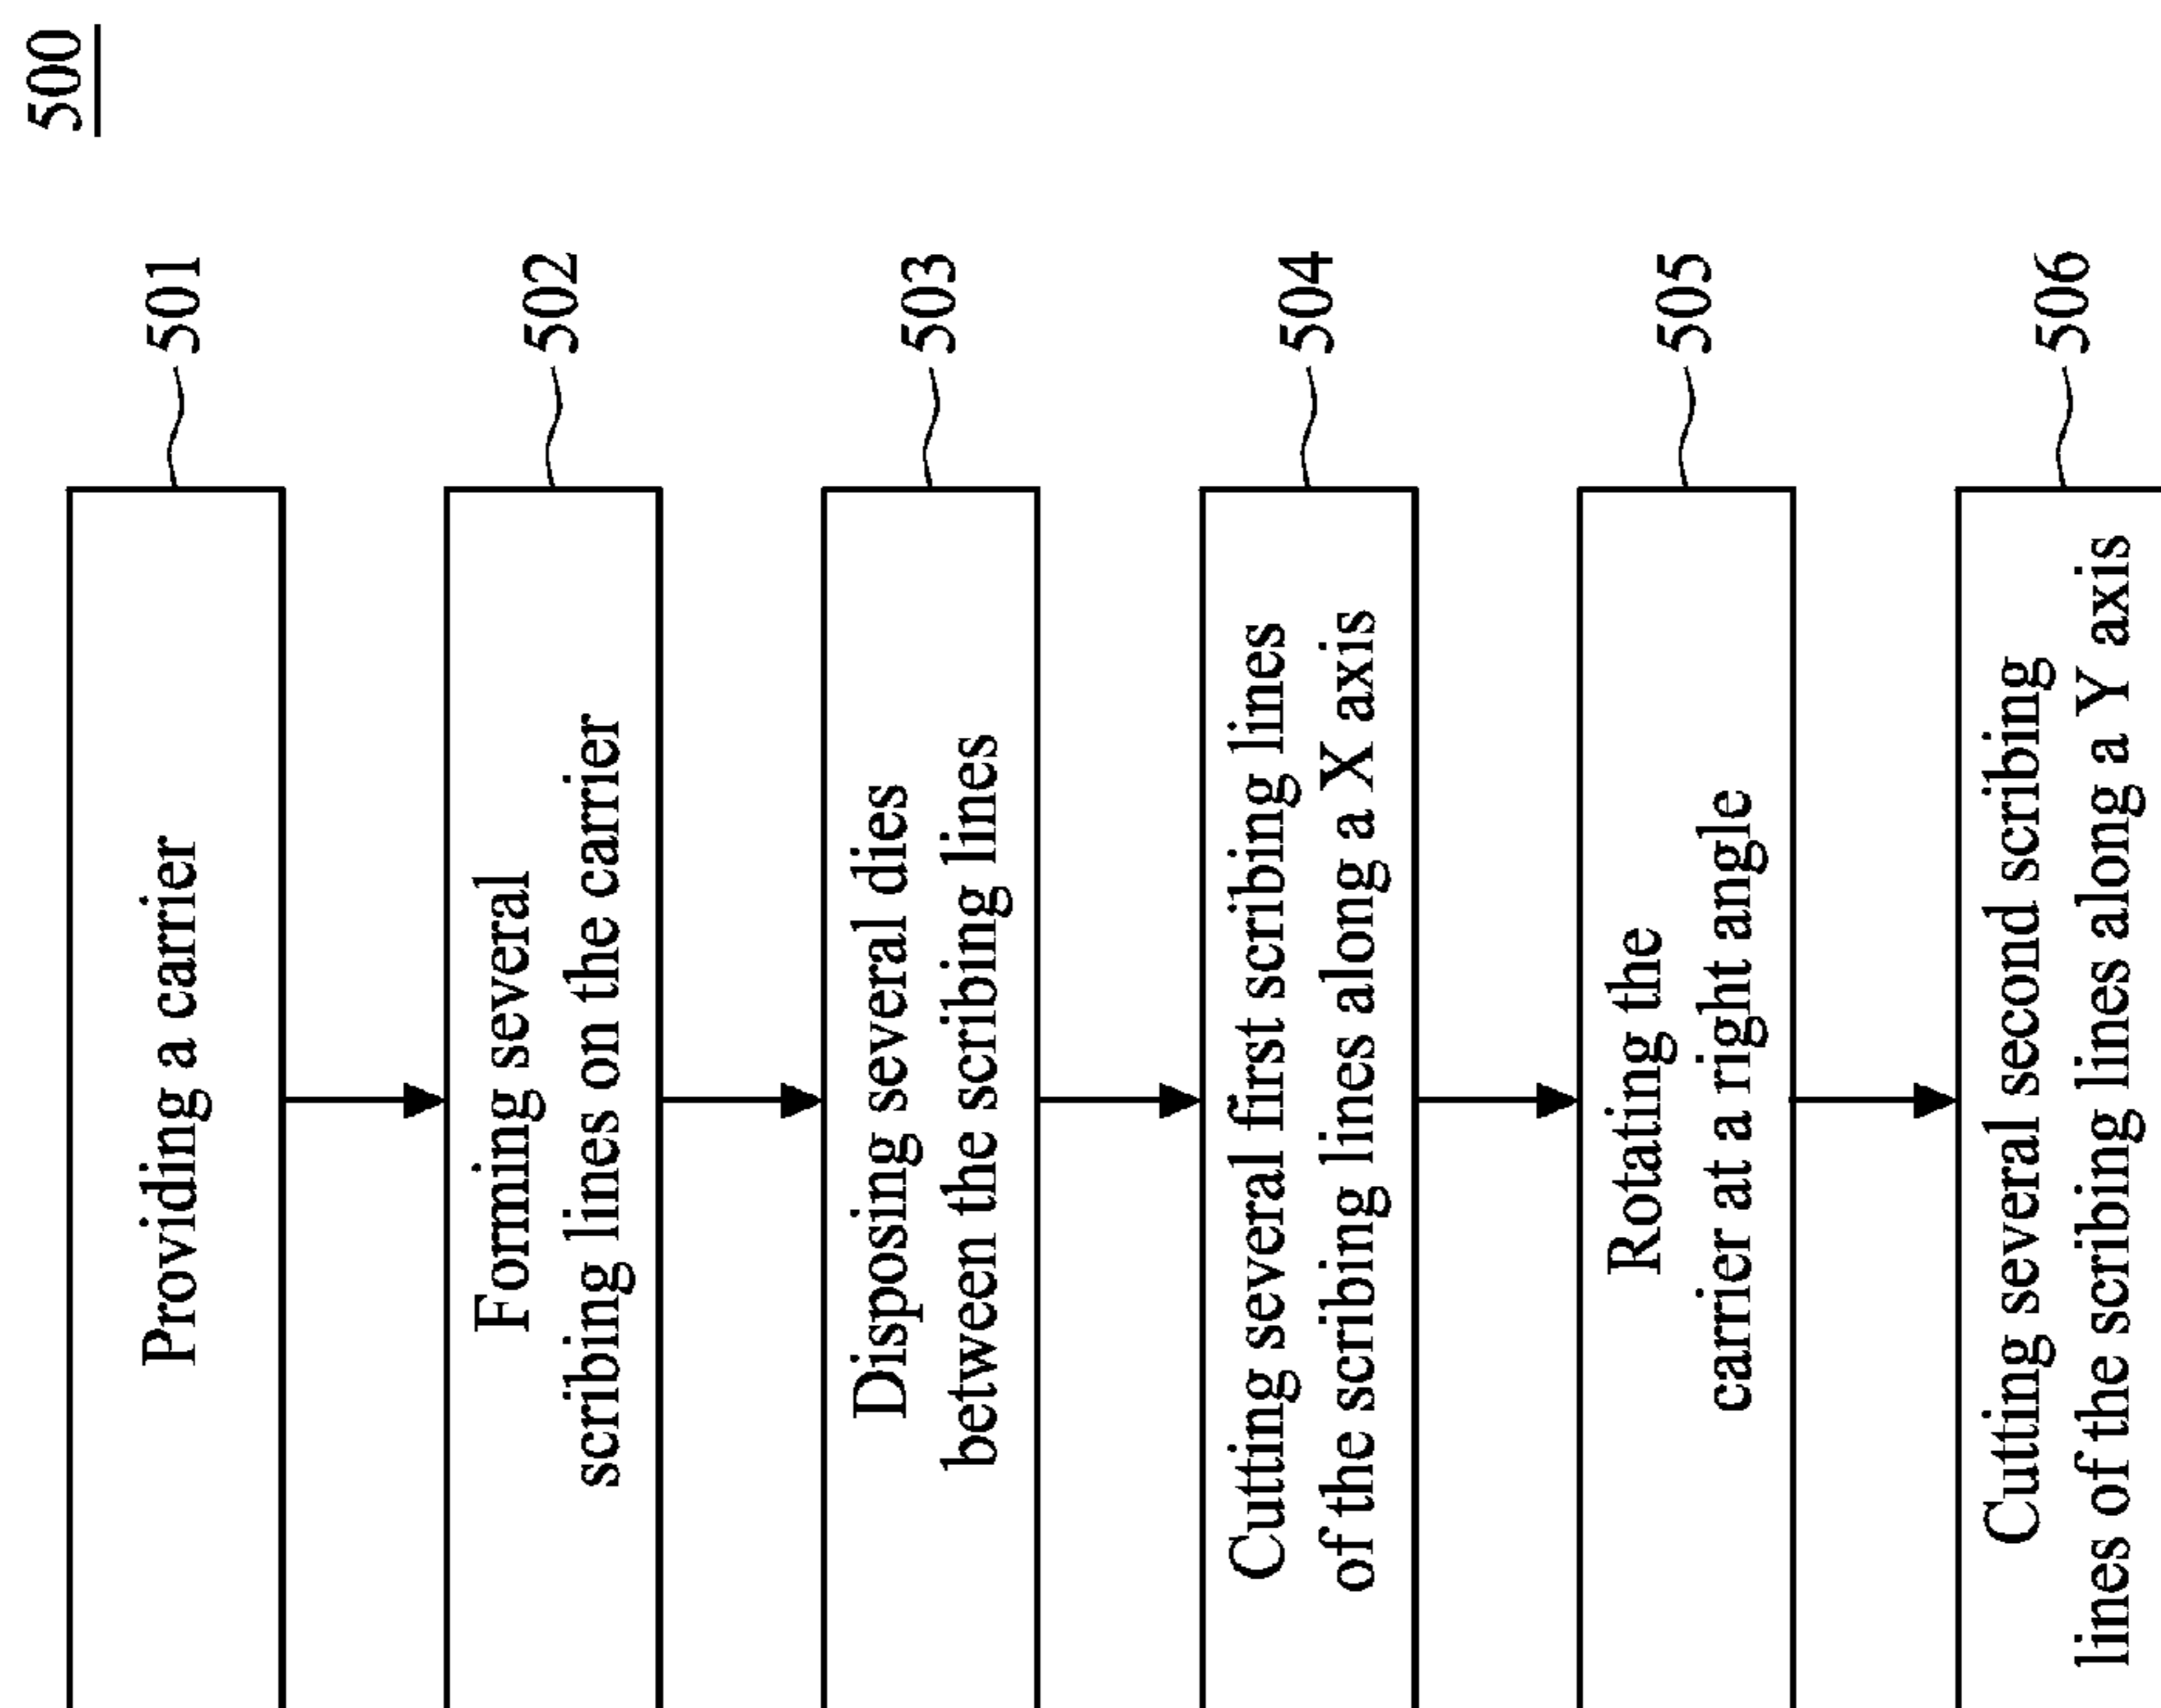 500
Providing a carrier
501
Forming several
scribing lines on the carrier
502
Disposing several dies
between the scribing lines
503
Cutting several first scribing lines
of the scribing lines along a X axis
504
Rotating the
carrier at a right angle
505
Cutting several second scribing
lines of the scribing lines along a Y axis
506